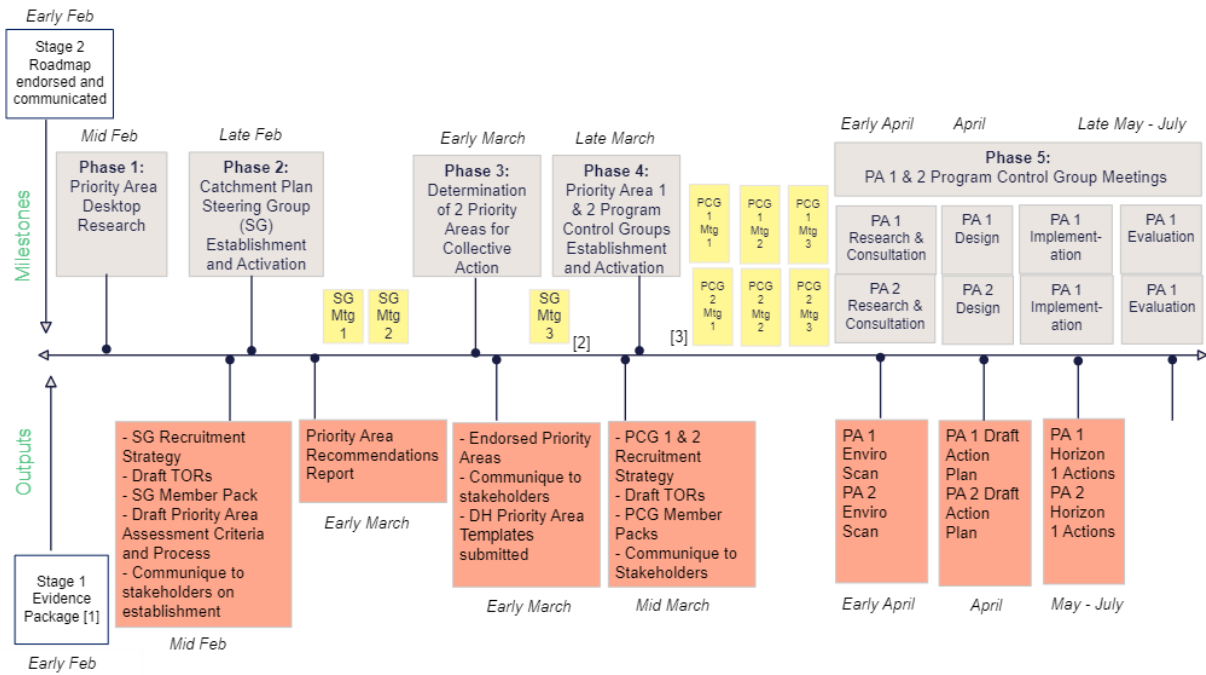 Early Feb
Stage 2
Roadmap
endorsed and
communicated
Milestones
Mid Feb
Phase 1:
Priority Area
Desktop
Research
Late Feb
Phase 2:
Catchment Plan
Steering Group
(SG)
Establishment
and Activation
SG
Mtg
1
SG
Mtg
2
Early March
Phase 3:
Determination
of 2 Priority
Areas for
Collective
Action
SG
Mtg
3
[2]
Late March
Phase 4:
Priority Area 1
& 2 Program
Control Groups
Establishment
and Activation
[3]
PCG
1
Mtg
1
PCG
1
Mtg
2
PCG
1
Mtg
3
PCG
2
Mtg
1
PCG
2
Mtg
2
PCG
2
Mtg
3
Early April
April
Late May - July
Phase 5:
PA 1 & 2 Program Control Group Meetings
PA 1
Research &
Consultation
PA 1
Design
PA 1
Implement-
ation
PA 1
Evaluation
PA 2
Research &
Consultation
PA 2
Design
PA 1
Implement-
ation
PA 1
Evaluation
Outputs
Stage 1
Evidence
Package [1]
Early Feb
- SG Recruitment
Strategy
- Draft TORs
- SG Member Pack
- Draft Priority Area
Assessment Criteria
and Process
- Communique to
stakeholders on
establishment
Mid Feb
Priority Area
Recommendations
Report
Early March
- Endorsed Priority
Areas
- Communique to
stakeholders
- DH Priority Area
Templates
submitted
Early March
- PCG 1 & 2
Recruitment
Strategy
- Draft TORs
- PCG Member
Packs
- Communique to
Stakeholders
Mid March
PA 1
Enviro
Scan
PA 2
Enviro
Scan
Early April
PA 1 Draft
Action
Plan
PA 2 Draft
Action
Plan
April
PA 1
Horizon
1 Actions
PA 2
Horizon
1 Actions
May - July